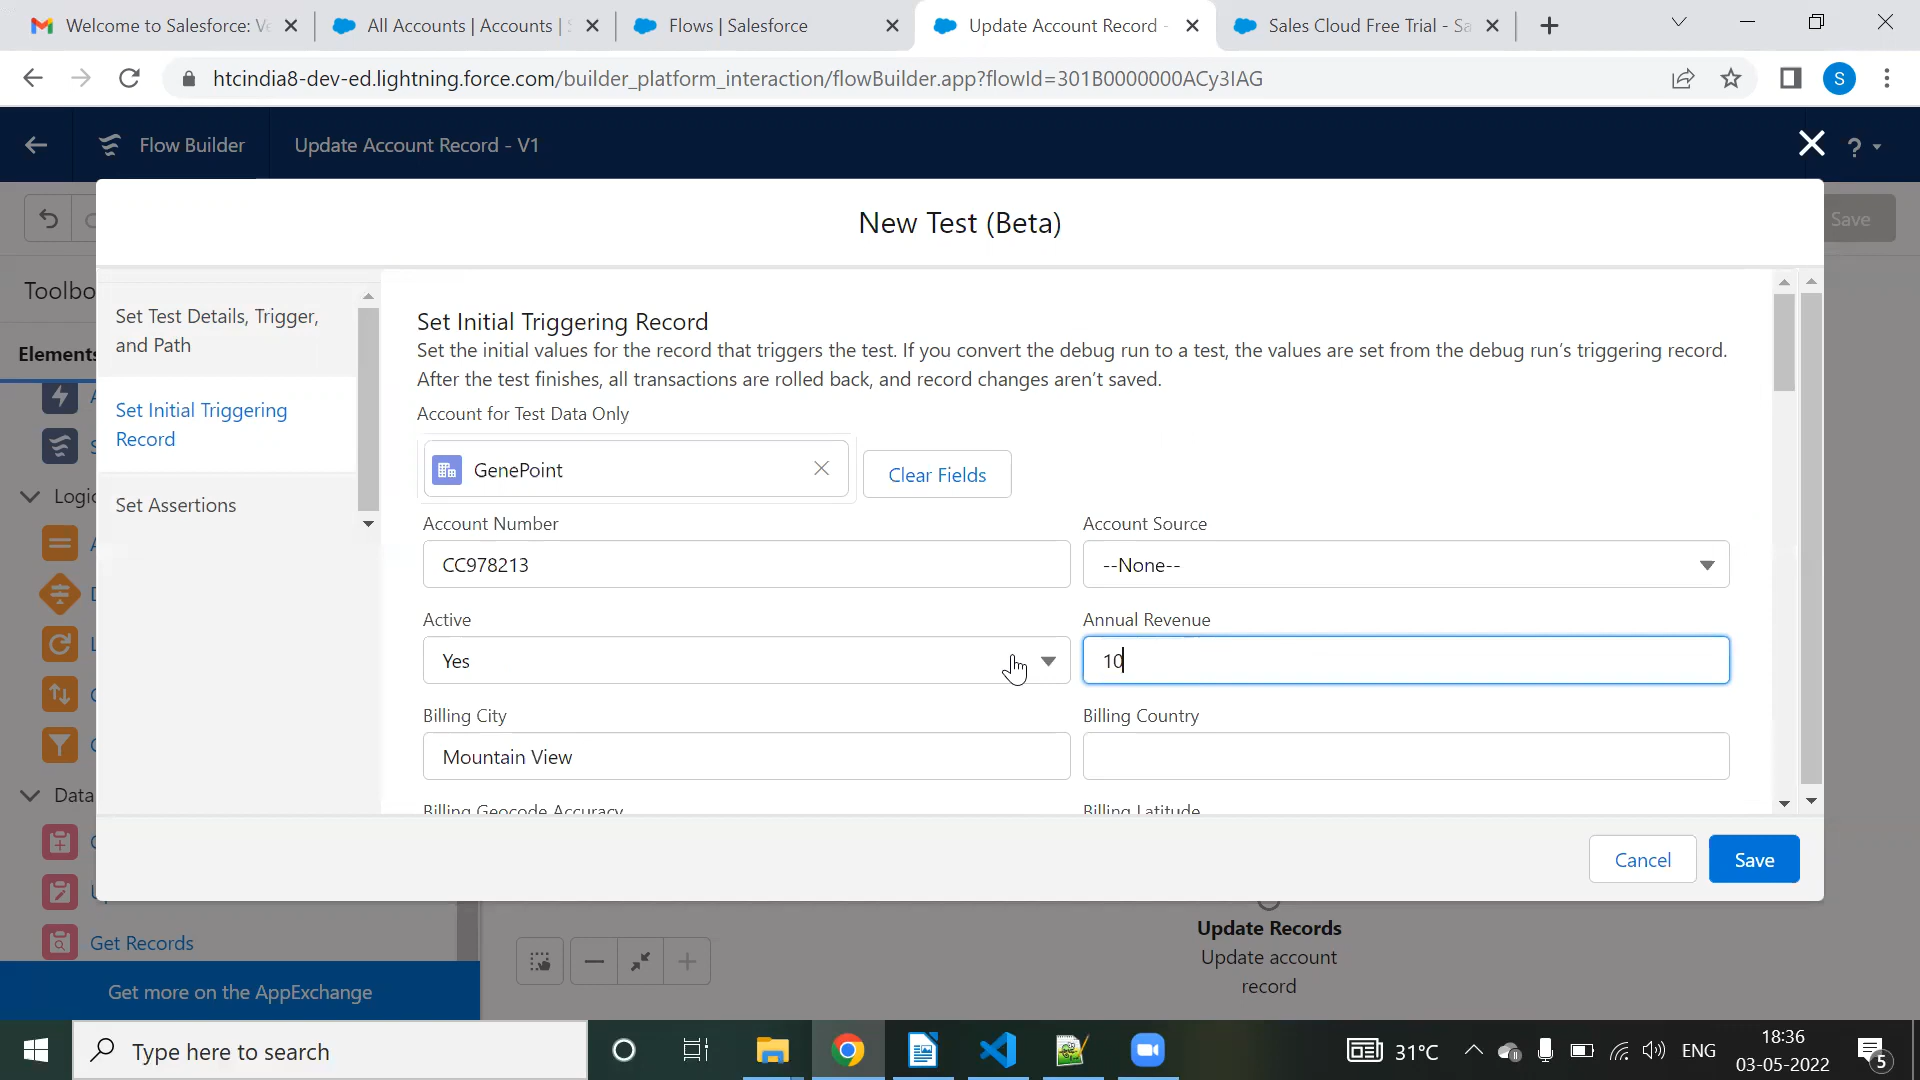 Welcome to Salesforce: Ve
All Accounts | Accounts | S
Flows | Salesforce
Update Account Record -
Sales Cloud Free Trial - Sa
htcindia8-dev-ed.lightning.force.com/builder_platform_interaction/flowBuilder.app?flowId=301B0000000ACy3IAG
S
Flow Builder
Update Account Record - V1
?
Save
New Test (Beta)
Toolbo
Elements
Logic
Data
Get Records
Get more on the AppExchange
Set Test Details, Trigger,
and Path
Set Initial Triggering
Record
Set Assertions
Set Initial Triggering Record
Set the initial values for the record that triggers the test. If you convert the debug run to a test, the values are set from the debug run’s triggering record.
After the test finishes, all transactions are rolled back, and record changes aren’t saved.
Account for Test Data Only
GenePoint
Clear Fields
Account Number
CC978213
Account Source
--None--
Active
Yes
Annual Revenue
10
Billing City
Mountain View
Billing Country
Billing Geocode Accuracy
Billing Latitude
Cancel
Save
Update Records
Update account
record
Type here to search
31°C
ENG
18:36
03-05-2022
5